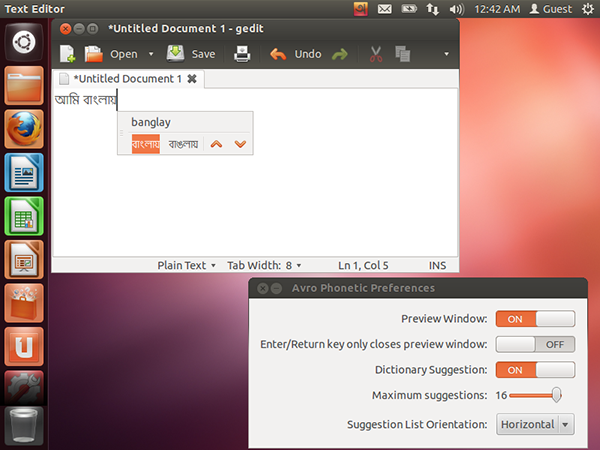 Text Editor 12:42 AM Guest
*Untitled Document 1 - gedit
Open Save Undo
*Untitled Document 1
আমি বাংলায়
banglay
বাংলায় বাঙলায়
Plain Text Tab Width: 8 Ln 1, Col 5 INS
Avro Phonetic Preferences
Preview Window: ON
Enter/Return key only closes preview window: OFF
Dictionary Suggestion: ON
Maximum suggestions: 16
Suggestion List Orientation: Horizontal